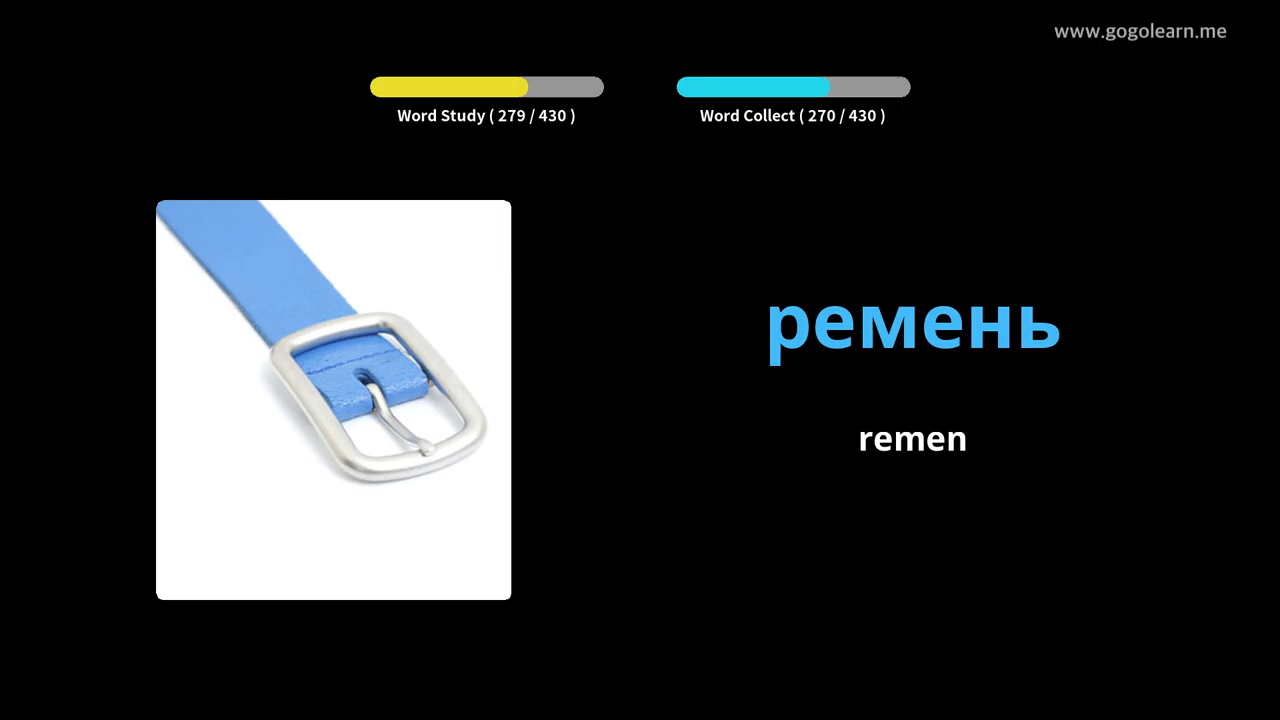 www.gogolearn.me
Word Study ( 279 / 430 )
Word Collect ( 270 / 430 )
ремень
remen